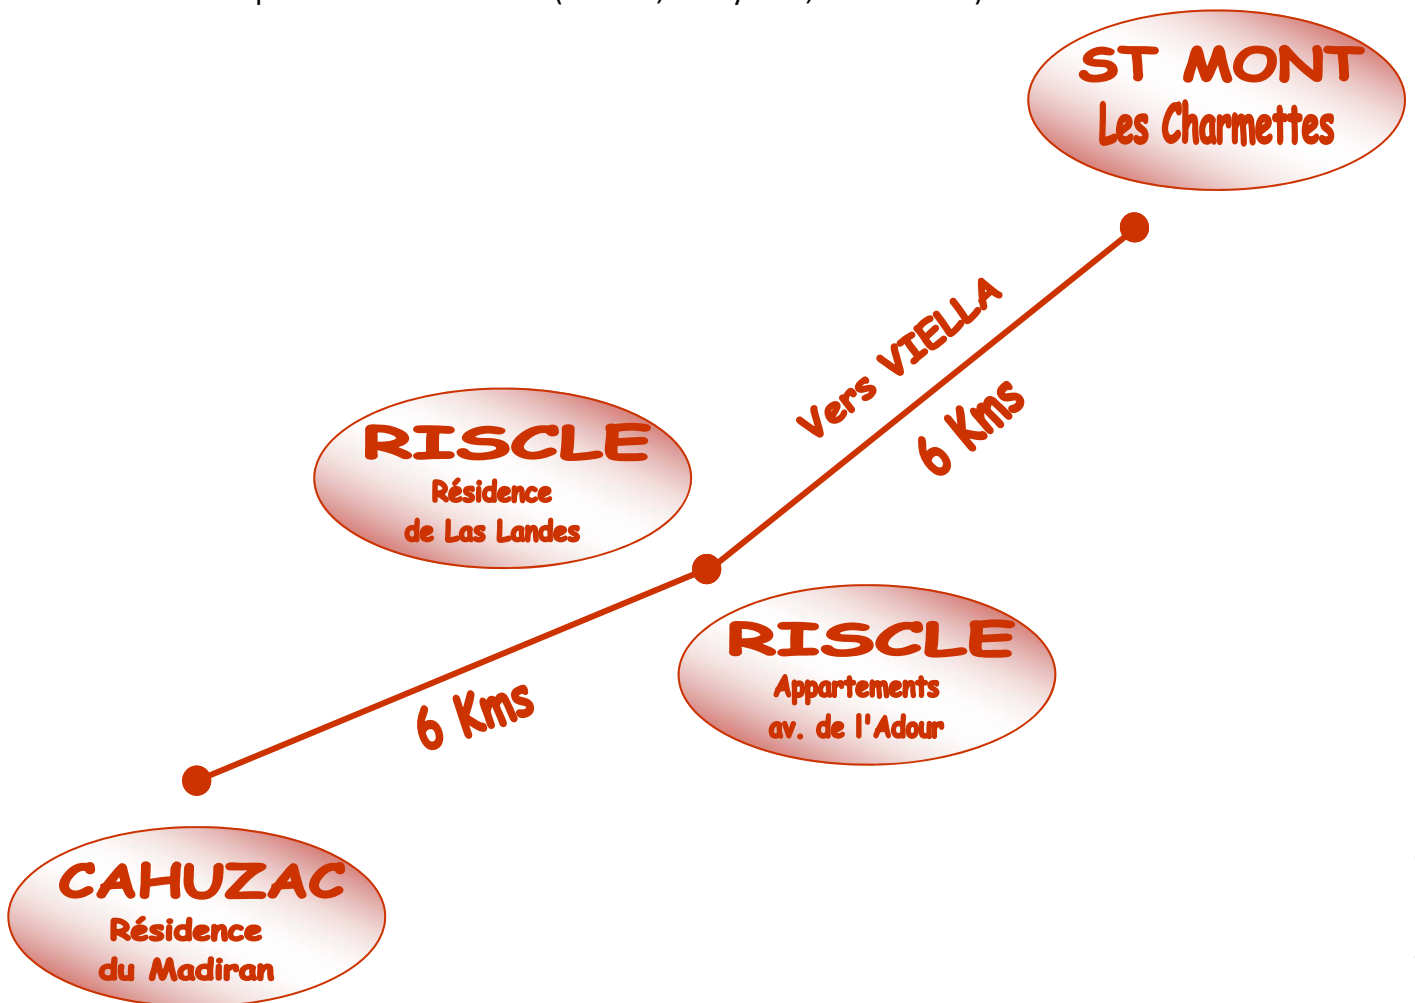 ST MONT
Les Charmettes
Vers VIELLA
6 Kms
RISCLE
Résidence
de Las Landes
RISCLE
Appartements
av. de l'Adour
6 Kms
CAHUZAC
Résidence
du Madiran